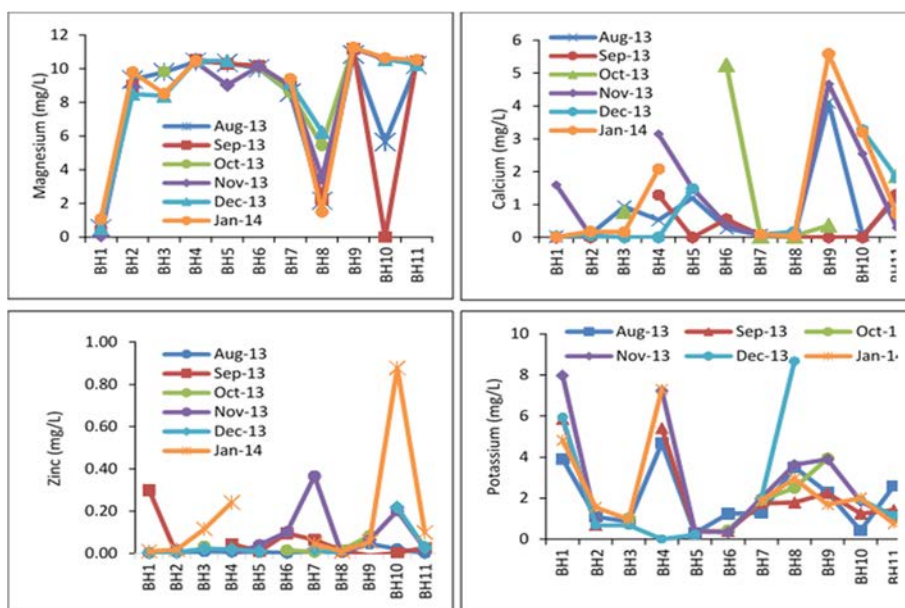 Magnesium (mg/L)
12
10
8
6
4
2
0
Aug-13
Sep-13
Oct-13
Nov-13
Dec-13
Jan-14
BH1
BH2
BH3
BH4
BH5
BH6
BH7
BH8
BH9
BH10
BH11
Calcium (mg/L)
6
5
4
3
2
1
0
Aug-13
Sep-13
Oct-13
Nov-13
Dec-13
Jan-14
BH1
BH2
BH3
BH4
BH5
BH6
BH7
BH8
BH9
BH10
BH11
Zinc (mg/L)
1.00
0.80
0.60
0.40
0.20
0.00
Aug-13
Sep-13
Oct-13
Nov-13
Dec-13
Jan-14
BH1
BH2
BH3
BH4
BH5
BH6
BH7
BH8
BH9
BH10
BH11
Potassium (mg/L)
10
8
6
4
2
0
Aug-13 Sep-13 Oct-1
Nov-13 Dec-13 Jan-14
BH1
BH2
BH3
BH4
BH5
BH6
BH7
BH8
BH9
BH10
BH11